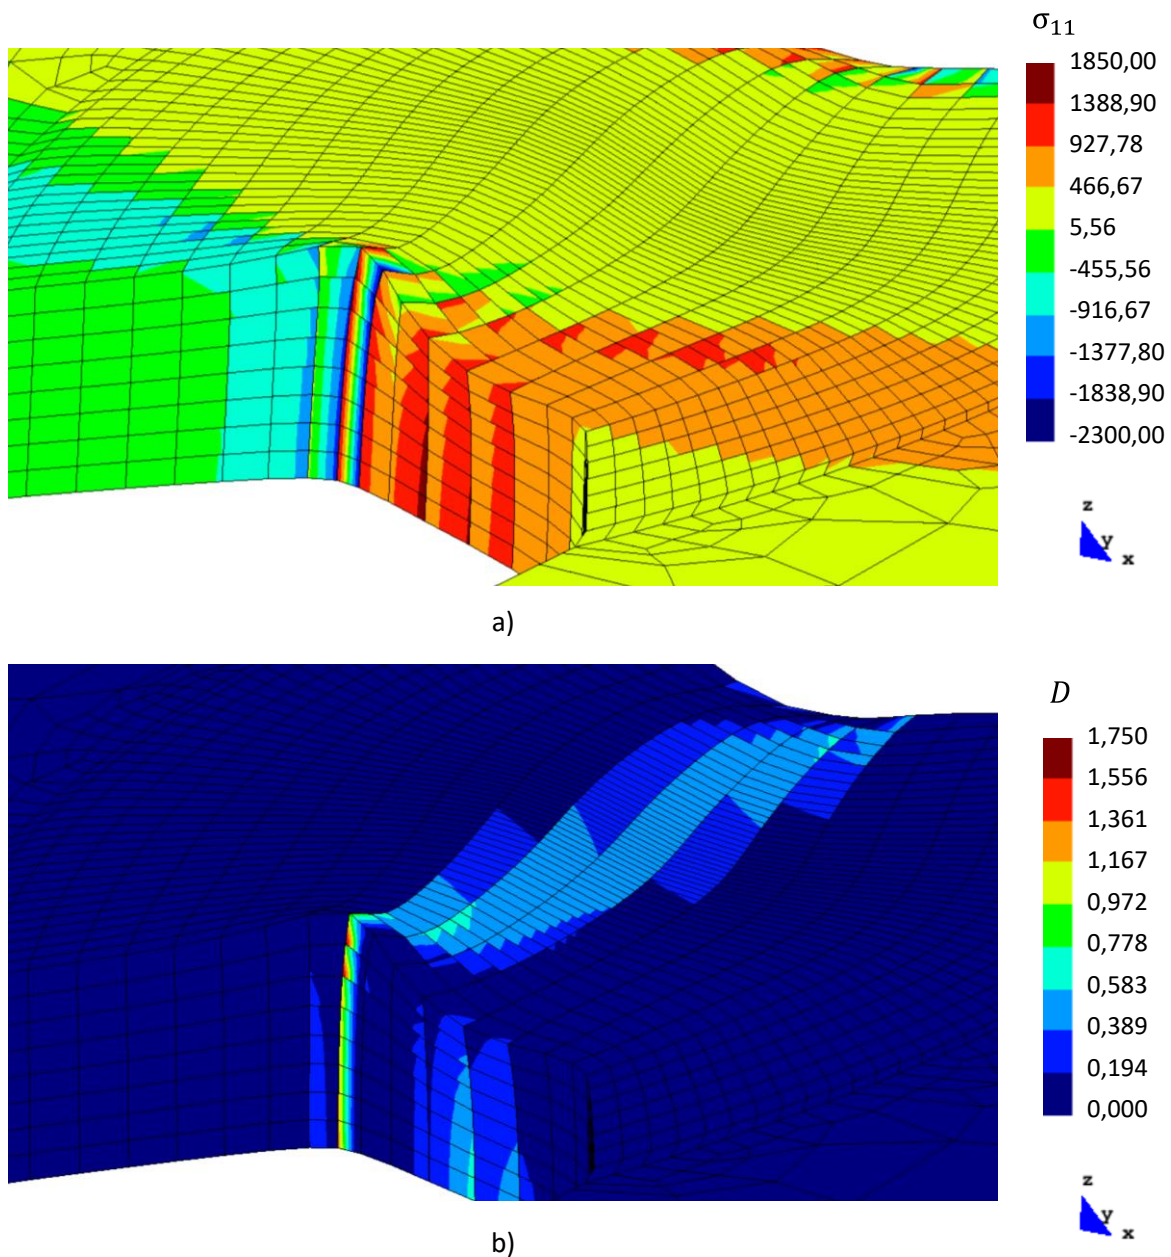 σ11
1850,00
1388,90
927,78
466,67
5,56
-455,56
-916,67
-1377,80
-1838,90
-2300,00
z
y
x
a)
D
1,750
1,556
1,361
1,167
0,972
0,778
0,583
0,389
0,194
0,000
z
y
x
b)